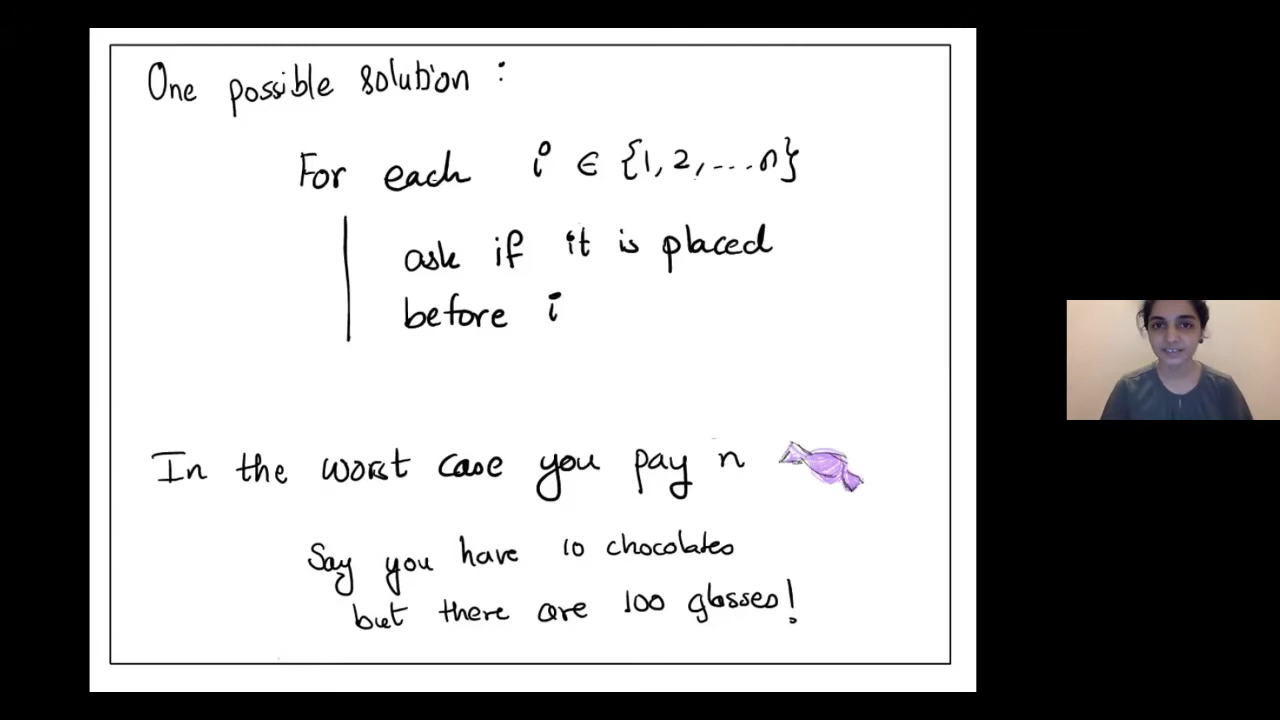 One possible solution :
For each i ∈ {1, 2, ... n}
ask if it is placed
before i
In the worst case you pay n
Say you have 10 chocolates
but there are 100 glasses!